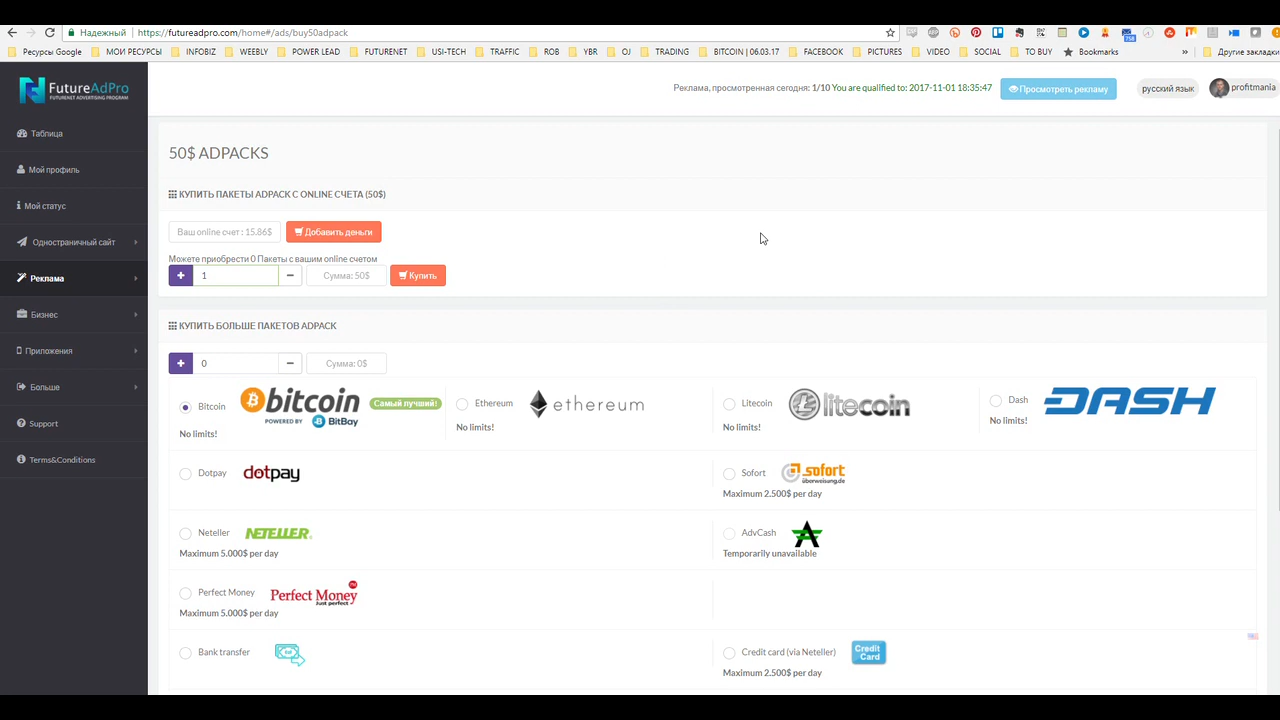 Надежный
https://futureadpro.com/home#/ads/buy50adpack
Ресурсы Google МОИ РЕСУРСЫ INFOBIZ WEEBLY POWER LEAD FUTURENET USI-TECH TRAFFIC ROB YBR OJ TRADING BITCOIN | 06.03.17 FACEBOOK PICTURES VIDEO SOCIAL TO BUY Bookmarks » Другие закладки
FutureAdPro
FUTURENET ADVERTISING PROGRAM
Реклама, просмотренная сегодня: 1/10 You are qualified to: 2017-11-01 18:35:47
Просмотреть рекламу
русский язык
profitmania
Таблица
Мой профиль
Мой статус
Одностраничный сайт
Реклама
Бизнес
Приложения
Больше
Support
Terms&Conditions
50$ ADPACKS
КУПИТЬ ПАКЕТЫ ADPACK С ONLINE СЧЕТА (50$)
Ваш online счет : 15.86$
Добавить деньги
Можете приобрести 0 Пакеты с вашим online счетом
+ 1 − Сумма: 50$ Купить
КУПИТЬ БОЛЬШЕ ПАКЕТОВ ADPACK
+ 0 − Сумма: 0$
Bitcoin bitcoin Самый лучший!
POWERED BY BitBay
No limits!
Ethereum ethereum
No limits!
Litecoin litecoin
No limits!
Dash DASH
No limits!
Dotpay dotpay
Sofort sofort
überweisung.de
Maximum 2.500$ per day
Neteller NETELLER
Maximum 5.000$ per day
AdvCash
Temporarily unavailable
Perfect Money Perfect Money
Just perfect
Maximum 5.000$ per day
Bank transfer
Credit card (via Neteller) Credit
Card
Maximum 2.500$ per day